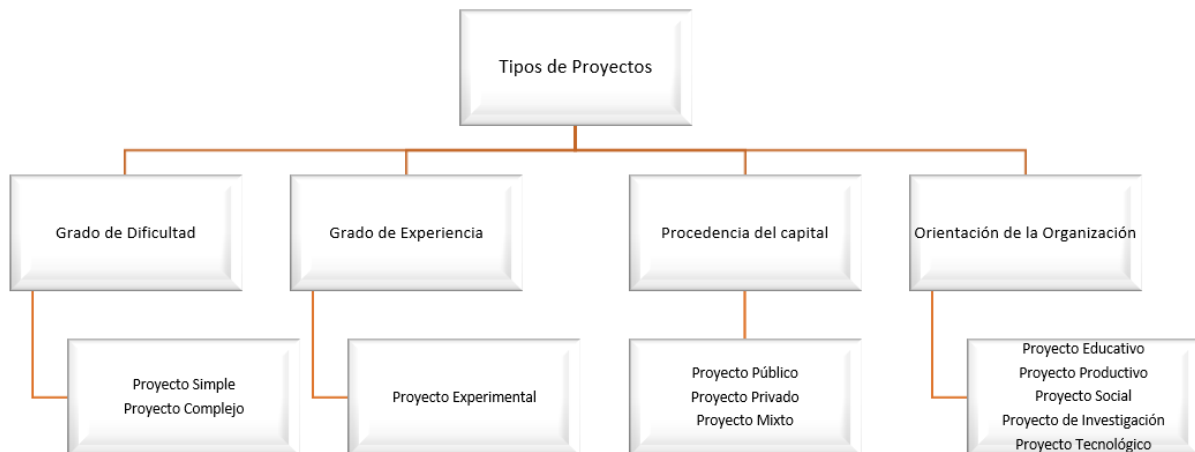 Tipos de Proyectos
Grado de Dificultad
Grado de Experiencia
Procedencia del capital
Orientación de la Organización
Proyecto Simple
Proyecto Complejo
Proyecto Experimental
Proyecto Público
Proyecto Privado
Proyecto Mixto
Proyecto Educativo
Proyecto Productivo
Proyecto Social
Proyecto de Investigación
Proyecto Tecnológico